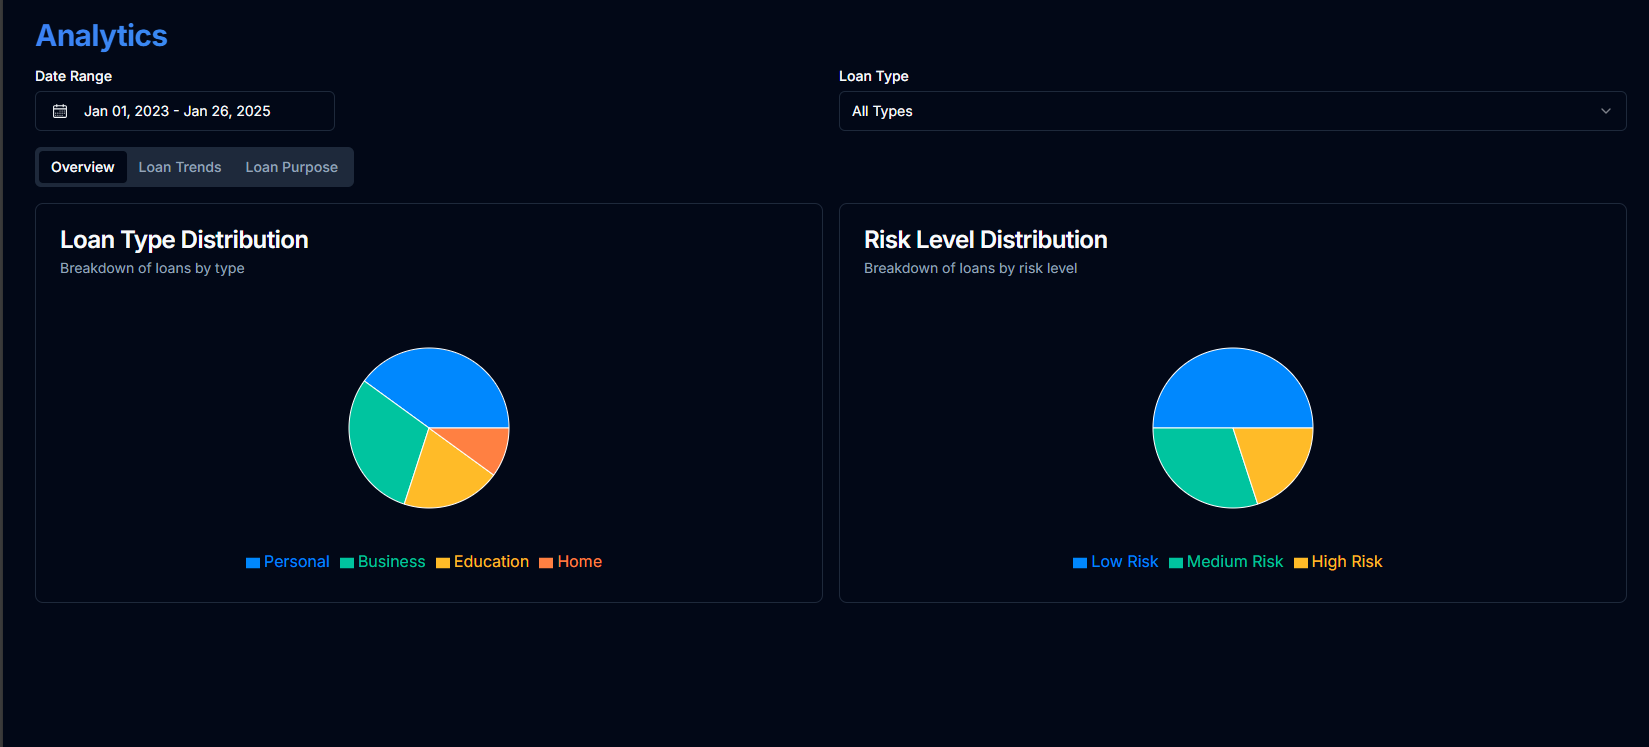 Analytics
Date Range
Jan 01, 2023 - Jan 26, 2025
Loan Type
All Types
Overview Loan Trends Loan Purpose
Loan Type Distribution
Breakdown of loans by type
Personal Business Education Home
Risk Level Distribution
Breakdown of loans by risk level
Low Risk Medium Risk High Risk